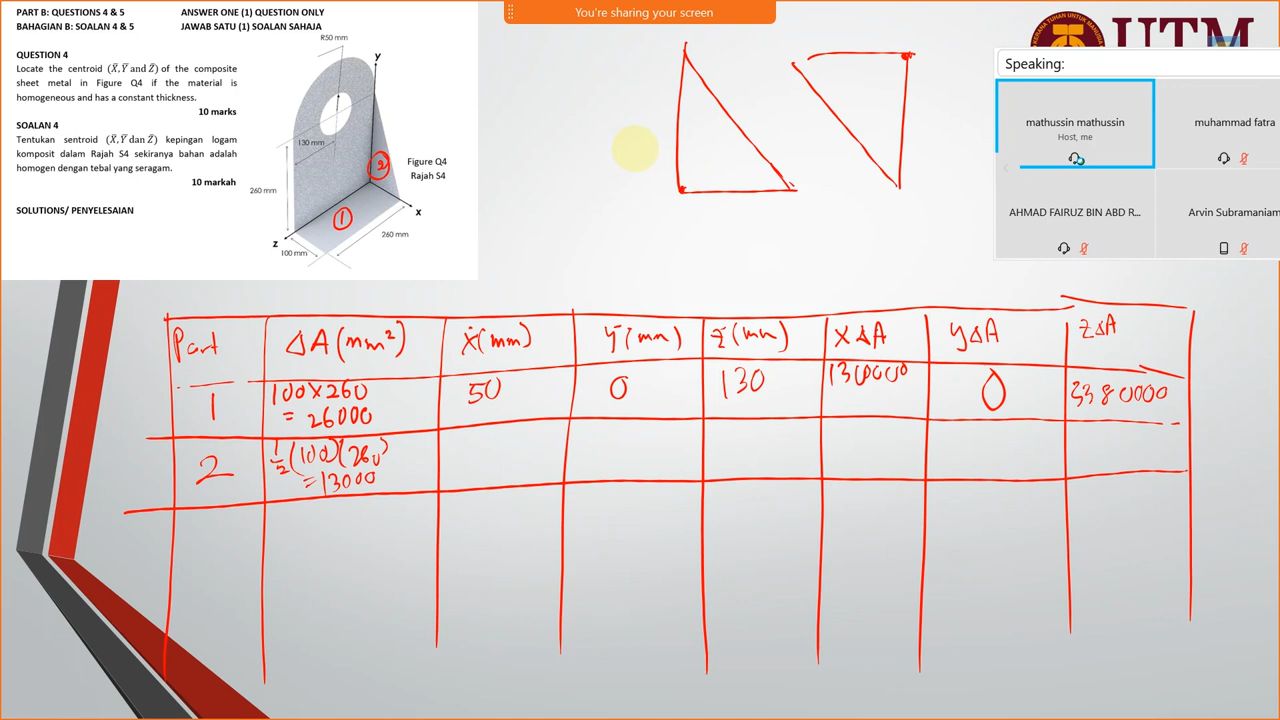 You're sharing your screen
PART B: QUESTIONS 4 & 5 ANSWER ONE (1) QUESTION ONLY
BAHAGIAN B: SOALAN 4 & 5 JAWAB SATU (1) SOALAN SAHAJA
QUESTION 4
Locate the centroid (X̄, Ȳ and Z̄) of the composite
sheet metal in Figure Q4 if the material is
homogeneous and has a constant thickness.
10 marks
SOALAN 4
Tentukan sentroid (X̄, Ȳ dan Z̄) kepingan logam
komposit dalam Rajah S4 sekiranya bahan adalah
homogen dengan tebal yang seragam.
10 markah
SOLUTIONS/ PENYELESAIAN
R50 mm
y
130 mm
2
Figure Q4
Rajah S4
260 mm
1
x
z
260 mm
100 mm
UTM
Speaking:
mathussin mathussin
Host, me
muhammad fatra
AHMAD FAIRUZ BIN ABD R...
Arvin Subramaniam
Part ΔA (mm²) x̄ (mm) ȳ (mm) z̄ (mm) XΔA YΔA ZΔA
1 100 x 260 50 0 130 1300000 0 3380000
= 26000
2 ½(100)(260)
= 13000